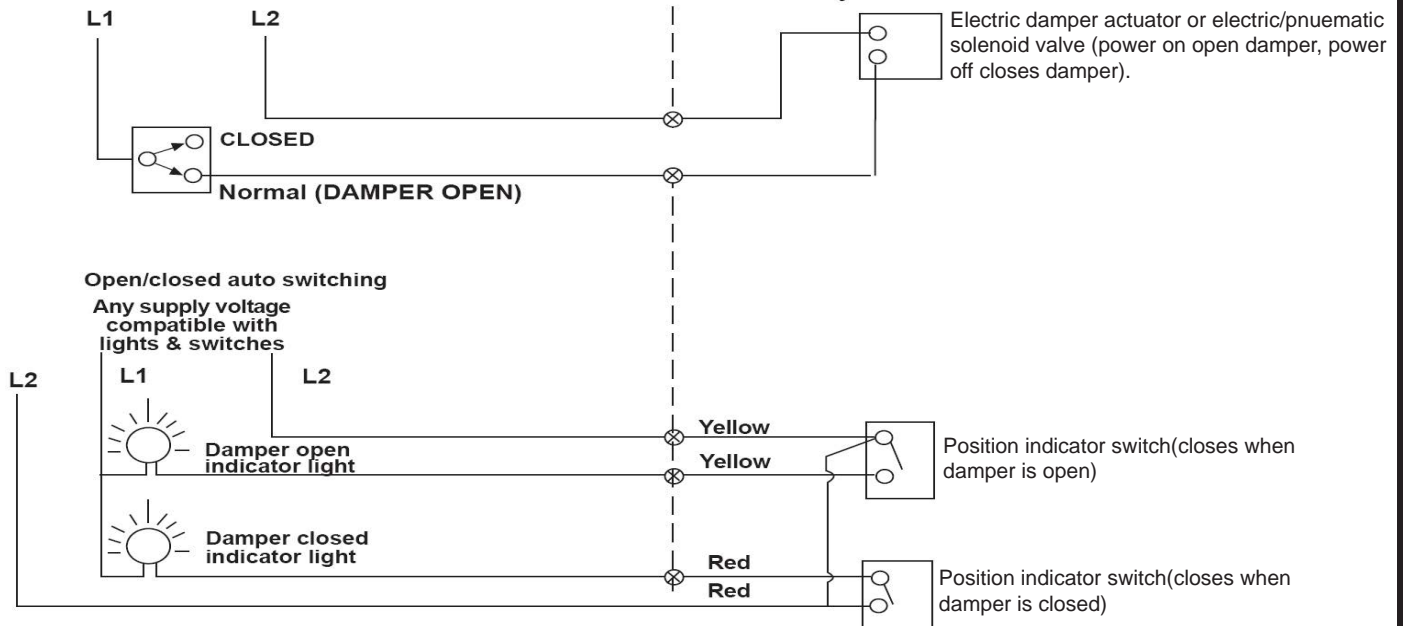 L1
L2
Electric damper actuator or electric/pnuematic
solenoid valve (power on open damper, power
off closes damper).
CLOSED
Normal (DAMPER OPEN)
Open/closed auto switching
Any supply voltage
compatible with
lights & switches
L2
L1
L2
Damper open
indicator light
Yellow
Yellow
Position indicator switch(closes when
damper is open)
Damper closed
indicator light
Red
Red
Position indicator switch(closes when
damper is closed)